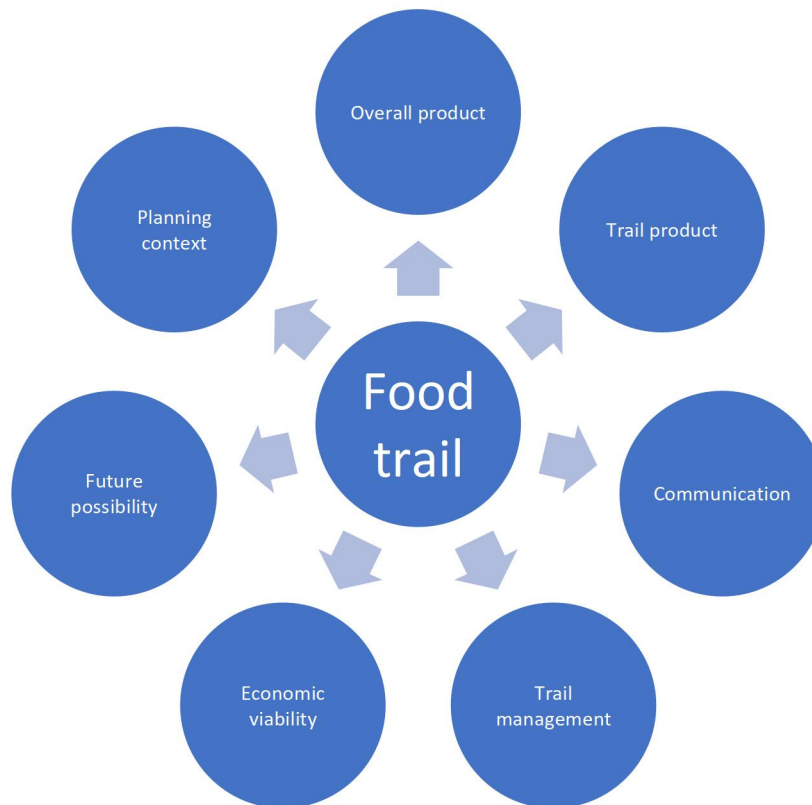 Overall product
Trail product
Communication
Trail
management
Economic
viability
Future
possibility
Planning
context
Food
trail